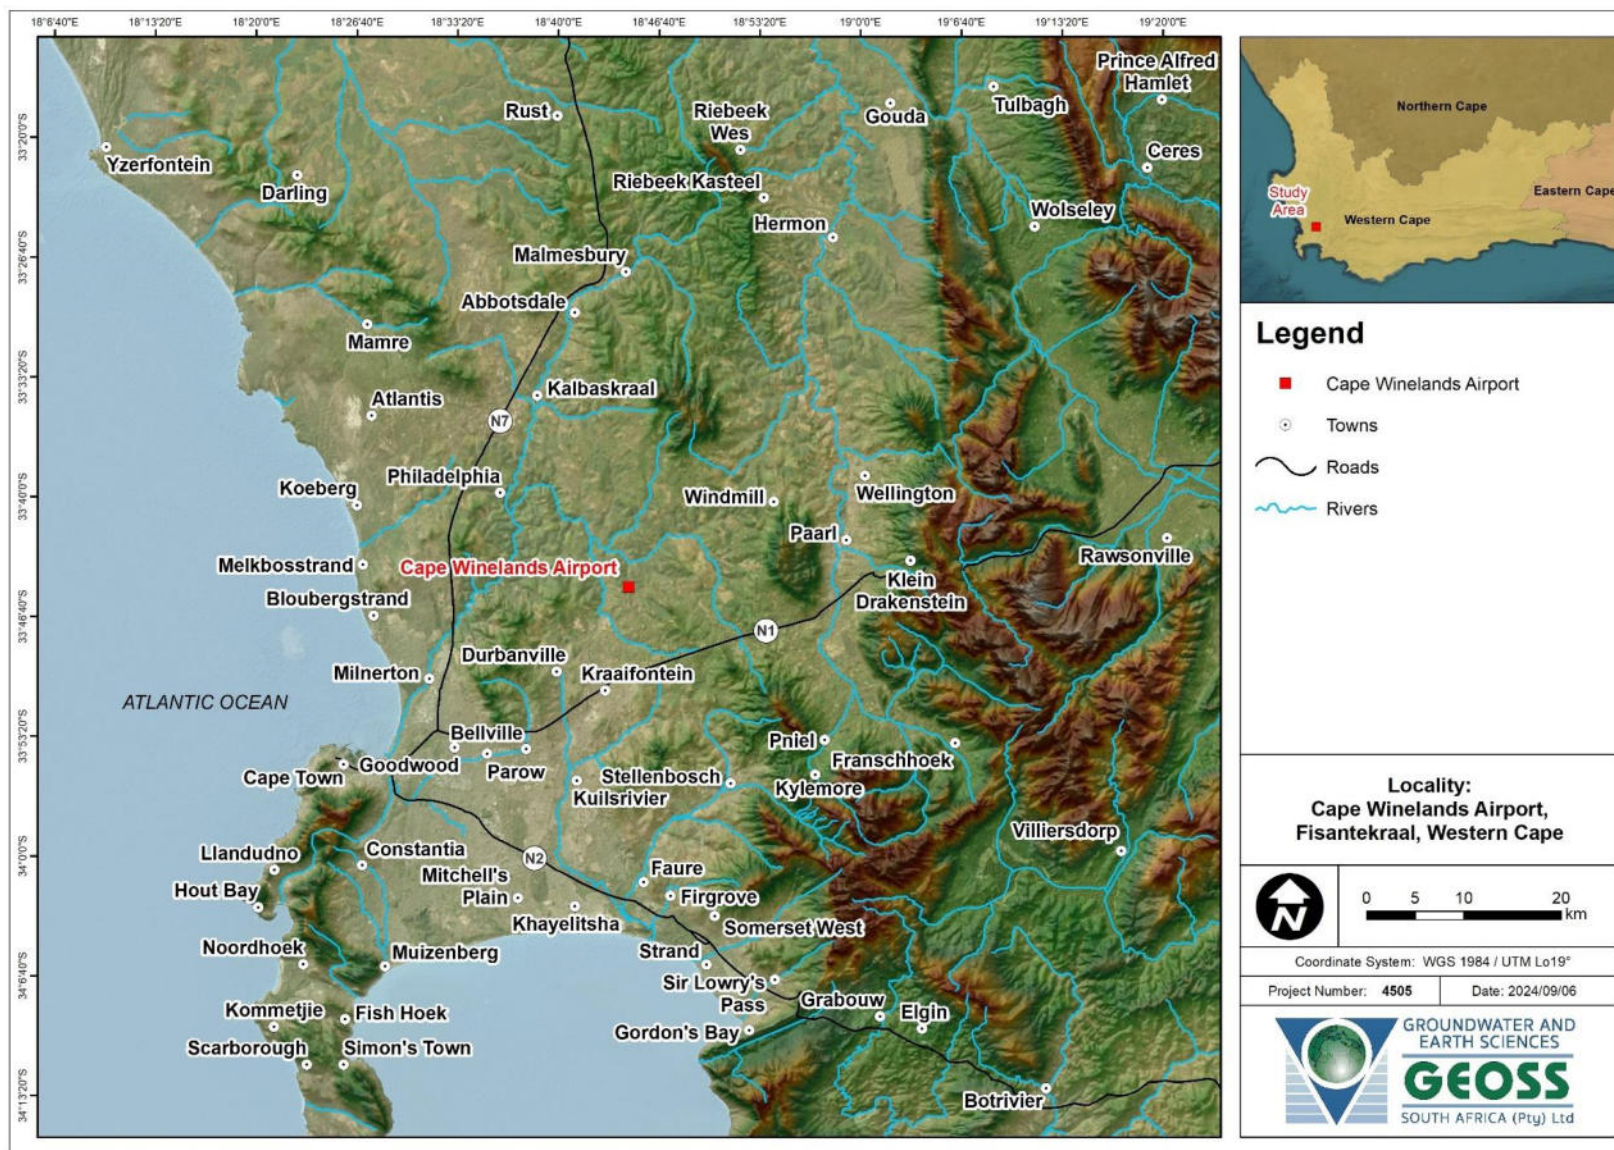 18°6'40"E
18°13'20"E
18°20'0"E
18°26'40"E
18°33'20"E
18°40'0"E
18°46'40"E
18°53'20"E
19°0'0"E
19°6'40"E
19°13'20"E
19°20'0"E
33°20'0"S
33°26'40"S
33°33'20"S
33°40'0"S
33°46'40"S
33°53'20"S
34°0'0"S
34°6'40"S
34°13'20"S
Prince Alfred
Hamlet
Rust
Riebeek
Wes
Gouda
Tulbagh
Ceres
Yzerfontein
Darling
Riebeek Kasteel
Hermon
Wolseley
Malmesbury
Abbotsdale
Mamre
Kalbaskraal
Atlantis
N7
Philadelphia
Koeberg
Windmill
Wellington
Paarl
Rawsonville
Melkbosstrand
Cape Winelands Airport
Klein
Drakenstein
Bloubergstrand
N1
Durbanville
Kraaifontein
Milnerton
ATLANTIC OCEAN
Bellville
Pniel
Franschhoek
Goodwood
Parow
Cape Town
Stellenbosch
Kylemore
Kuilsrivier
Villiersdorp
Llandudno
Constantia
N2
Mitchell's
Plain
Faure
Firgrove
Hout Bay
Khayelitsha
Somerset West
Noordhoek
Muizenberg
Strand
Sir Lowry's
Pass
Grabouw
Elgin
Kommetjie
Fish Hoek
Gordon's Bay
Scarborough
Simon's Town
Botrivier
Northern Cape
Eastern Cape
Study
Area
Western Cape
Legend
Cape Winelands Airport
Towns
Roads
Rivers
Locality:
Cape Winelands Airport,
Fisantekraal, Western Cape
N
0 5 10 20
km
Coordinate System: WGS 1984 / UTM Lo19°
Project Number: 4505 Date: 2024/09/06
GROUNDWATER AND
EARTH SCIENCES
GEOSS
SOUTH AFRICA (Pty) Ltd